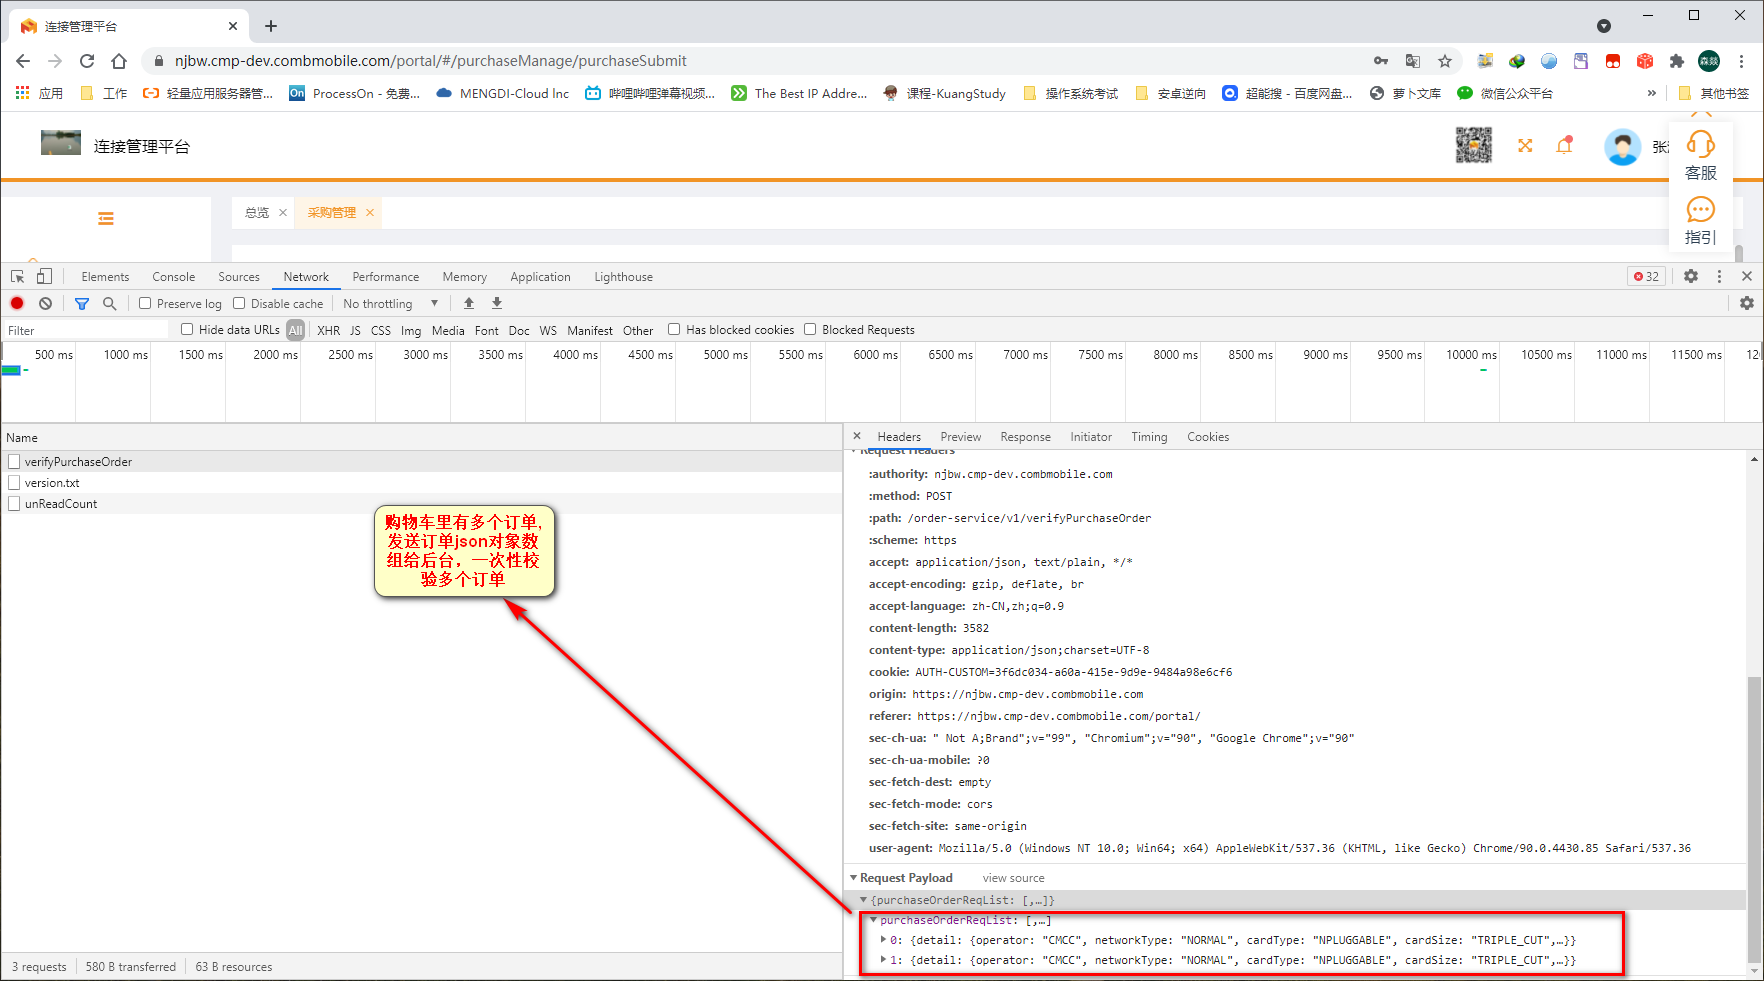 连接管理平台
njbw.cmp-dev.combmobile.com/portal/#/purchaseManage/purchaseSubmit
森燚
应用
工作
轻量应用服务器管...
On
ProcessOn - 免费...
MENGDI-Cloud Inc
哔哩哔哩弹幕视频...
The Best IP Addre...
课程-KuangStudy
操作系统考试
安卓逆向
超能搜 - 百度网盘...
萝卜文库
微信公众平台
»
其他书签
连接管理平台
客服
总览
采购管理
指引
Elements Console Sources Network Performance Memory Application Lighthouse
32
Preserve log Disable cache No throttling
Filter Hide data URLs All XHR JS CSS Img Media Font Doc WS Manifest Other Has blocked cookies Blocked Requests
500 ms 1000 ms 1500 ms 2000 ms 2500 ms 3000 ms 3500 ms 4000 ms 4500 ms 5000 ms 5500 ms 6000 ms 6500 ms 7000 ms 7500 ms 8000 ms 8500 ms 9000 ms 9500 ms 10000 ms 10500 ms 11000 ms 11500 ms
Name
verifyPurchaseOrder
version.txt
unReadCount
购物车里有多个订单,
发送订单json对象数
组给后台，一次性校
验多个订单
3 requests 580 B transferred 63 B resources
Headers Preview Response Initiator Timing Cookies
Request Headers
:authority: njbw.cmp-dev.combmobile.com
:method: POST
:path: /order-service/v1/verifyPurchaseOrder
:scheme: https
accept: application/json, text/plain, */*
accept-encoding: gzip, deflate, br
accept-language: zh-CN,zh;q=0.9
content-length: 3582
content-type: application/json;charset=UTF-8
cookie: AUTH-CUSTOM=3f6dc034-a60a-415e-9d9e-9484a98e6cf6
origin: https://njbw.cmp-dev.combmobile.com
referer: https://njbw.cmp-dev.combmobile.com/portal/
sec-ch-ua: " Not A;Brand";v="99", "Chromium";v="90", "Google Chrome";v="90"
sec-ch-ua-mobile: ?0
sec-fetch-dest: empty
sec-fetch-mode: cors
sec-fetch-site: same-origin
user-agent: Mozilla/5.0 (Windows NT 10.0; Win64; x64) AppleWebKit/537.36 (KHTML, like Gecko) Chrome/90.0.4430.85 Safari/537.36
Request Payload view source
{purchaseOrderReqList: [,…]}
purchaseOrderReqList: [,…]
0: {detail: {operator: "CMCC", networkType: "NORMAL", cardType: "NPLUGGABLE", cardSize: "TRIPLE_CUT",…}}
1: {detail: {operator: "CMCC", networkType: "NORMAL", cardType: "NPLUGGABLE", cardSize: "TRIPLE_CUT",…}}